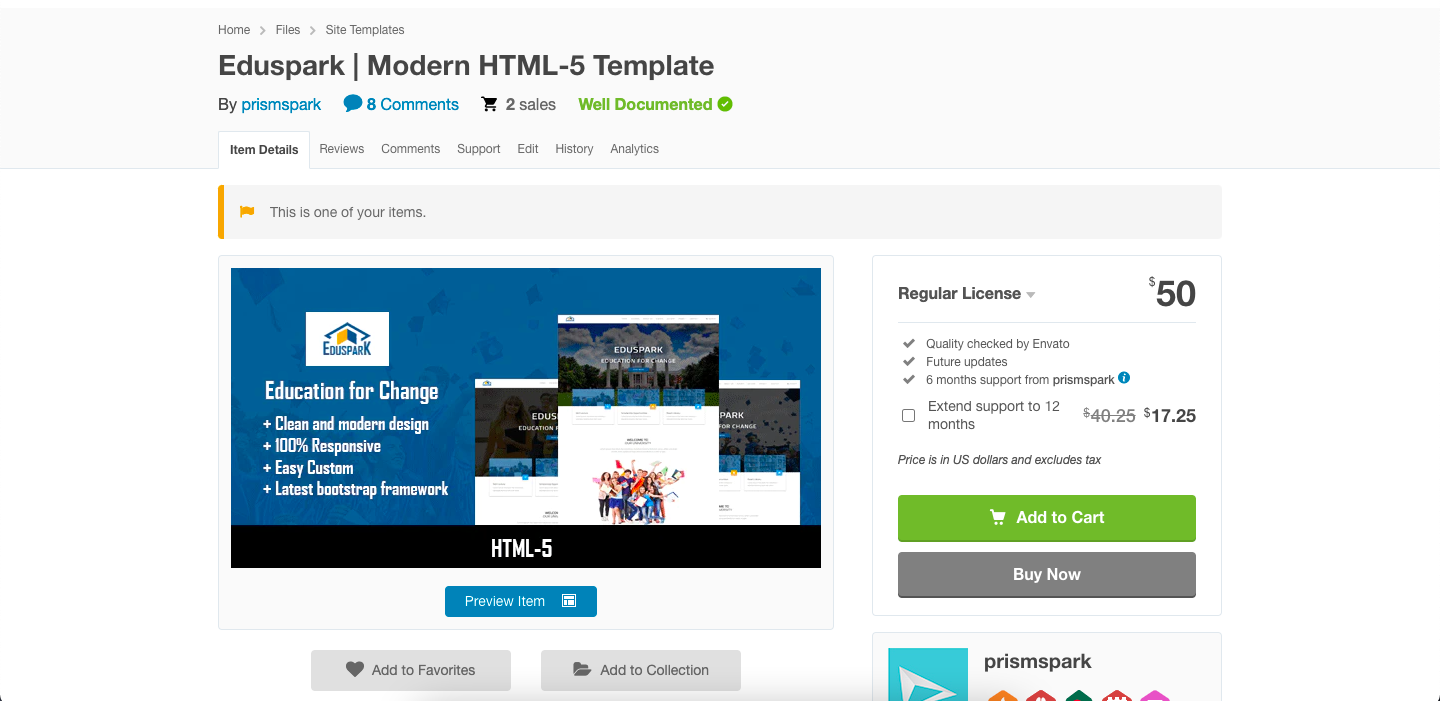 Home > Files > Site Templates
Eduspark | Modern HTML-5 Template
By prismspark 8 Comments 2 sales Well Documented
Item Details Reviews Comments Support Edit History Analytics
This is one of your items.
EDUSPARK
Education for Change
+ Clean and modern design
+ 100% Responsive
+ Easy Custom
+ Latest bootstrap framework
EDUSPARK
EDUCATION FOR CHANGE
WELCOME TO
HTML-5
Preview Item
Add to Favorites Add to Collection
Regular License $50
Quality checked by Envato
Future updates
6 months support from prismspark
Extend support to 12
months $40.25 $17.25
Price is in US dollars and excludes tax
Add to Cart
Buy Now
prismspark